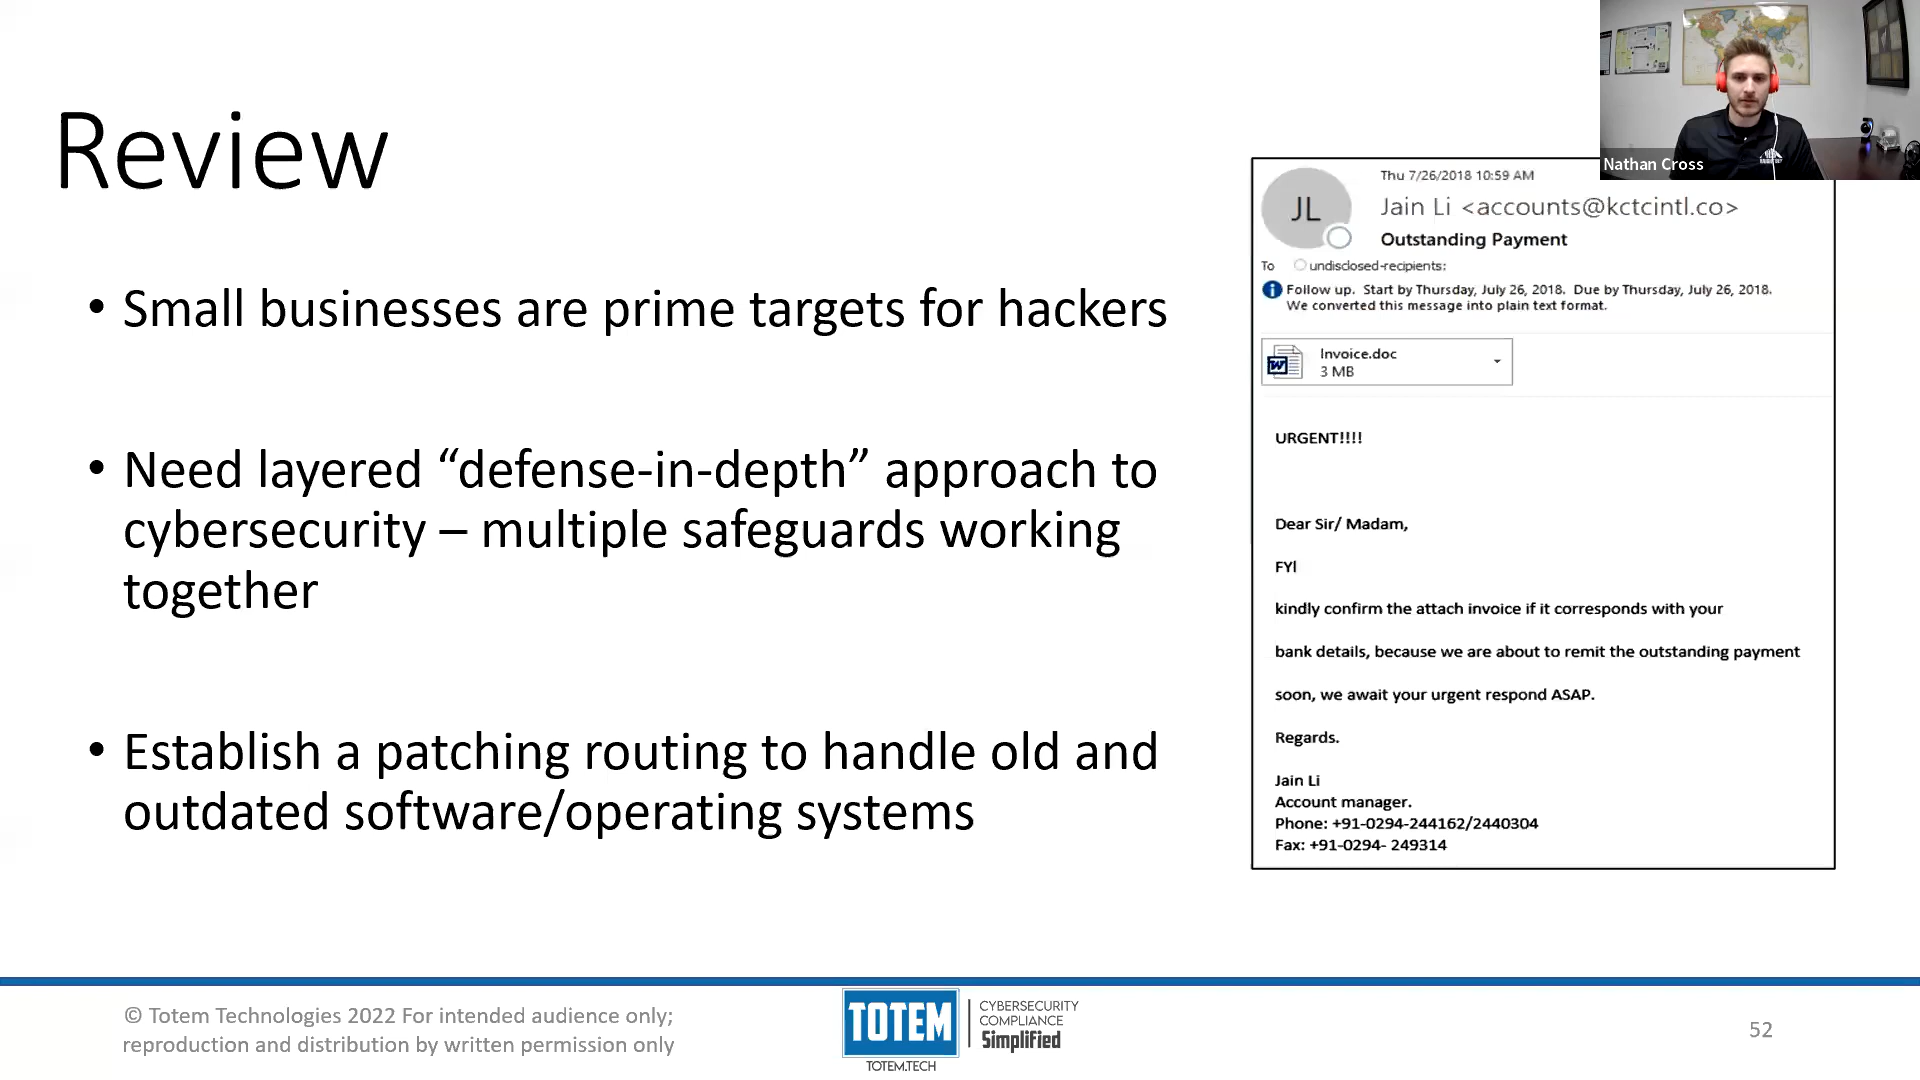 Review
• Small businesses are prime targets for hackers
• Need layered “defense-in-depth” approach to
cybersecurity – multiple safeguards working
together
• Establish a patching routing to handle old and
outdated software/operating systems
Nathan Cross
Thu 7/26/2018 10:59 AM
JL
Jain Li <accounts@kctcintl.co>
Outstanding Payment
To undisclosed-recipients:
Follow up. Start by Thursday, July 26, 2018. Due by Thursday, July 26, 2018.
We converted this message into plain text format.
Invoice.doc
3 MB
URGENT!!!!
Dear Sir/ Madam,
FYI
kindly confirm the attach invoice if it corresponds with your
bank details, because we are about to remit the outstanding payment
soon, we await your urgent respond ASAP.
Regards.
Jain Li
Account manager.
Phone: +91-0294-244162/2440304
Fax: +91-0294- 249314
© Totem Technologies 2022 For intended audience only;
reproduction and distribution by written permission only
TOTEM
CYBERSECURITY
COMPLIANCE
Simplified
TOTEM.TECH
52